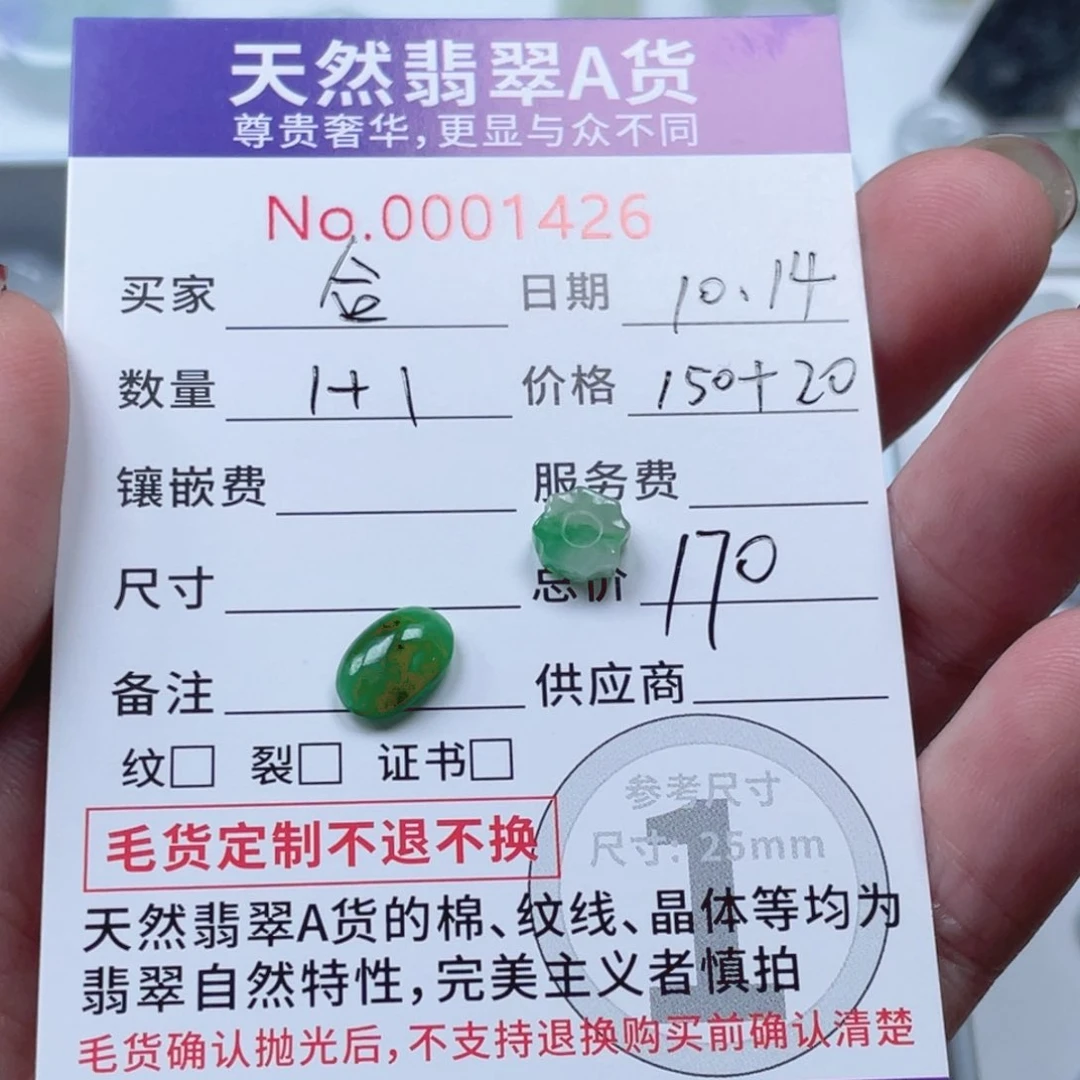 天然翡翠A货
尊贵奢华,更显与众不同
No.0001426
买家 合 日期 10.14
数量 1+1 价格 150+20
镶嵌费 服务费
尺寸 总价 170
备注 供应商
纹□ 裂□ 证书□
参考尺寸
尺寸: 25mm
1
毛货定制不退不换
天然翡翠A货的棉、纹线、晶体等均为
翡翠自然特性,完美主义者慎拍
毛货确认抛光后,不支持退换购买前确认清楚